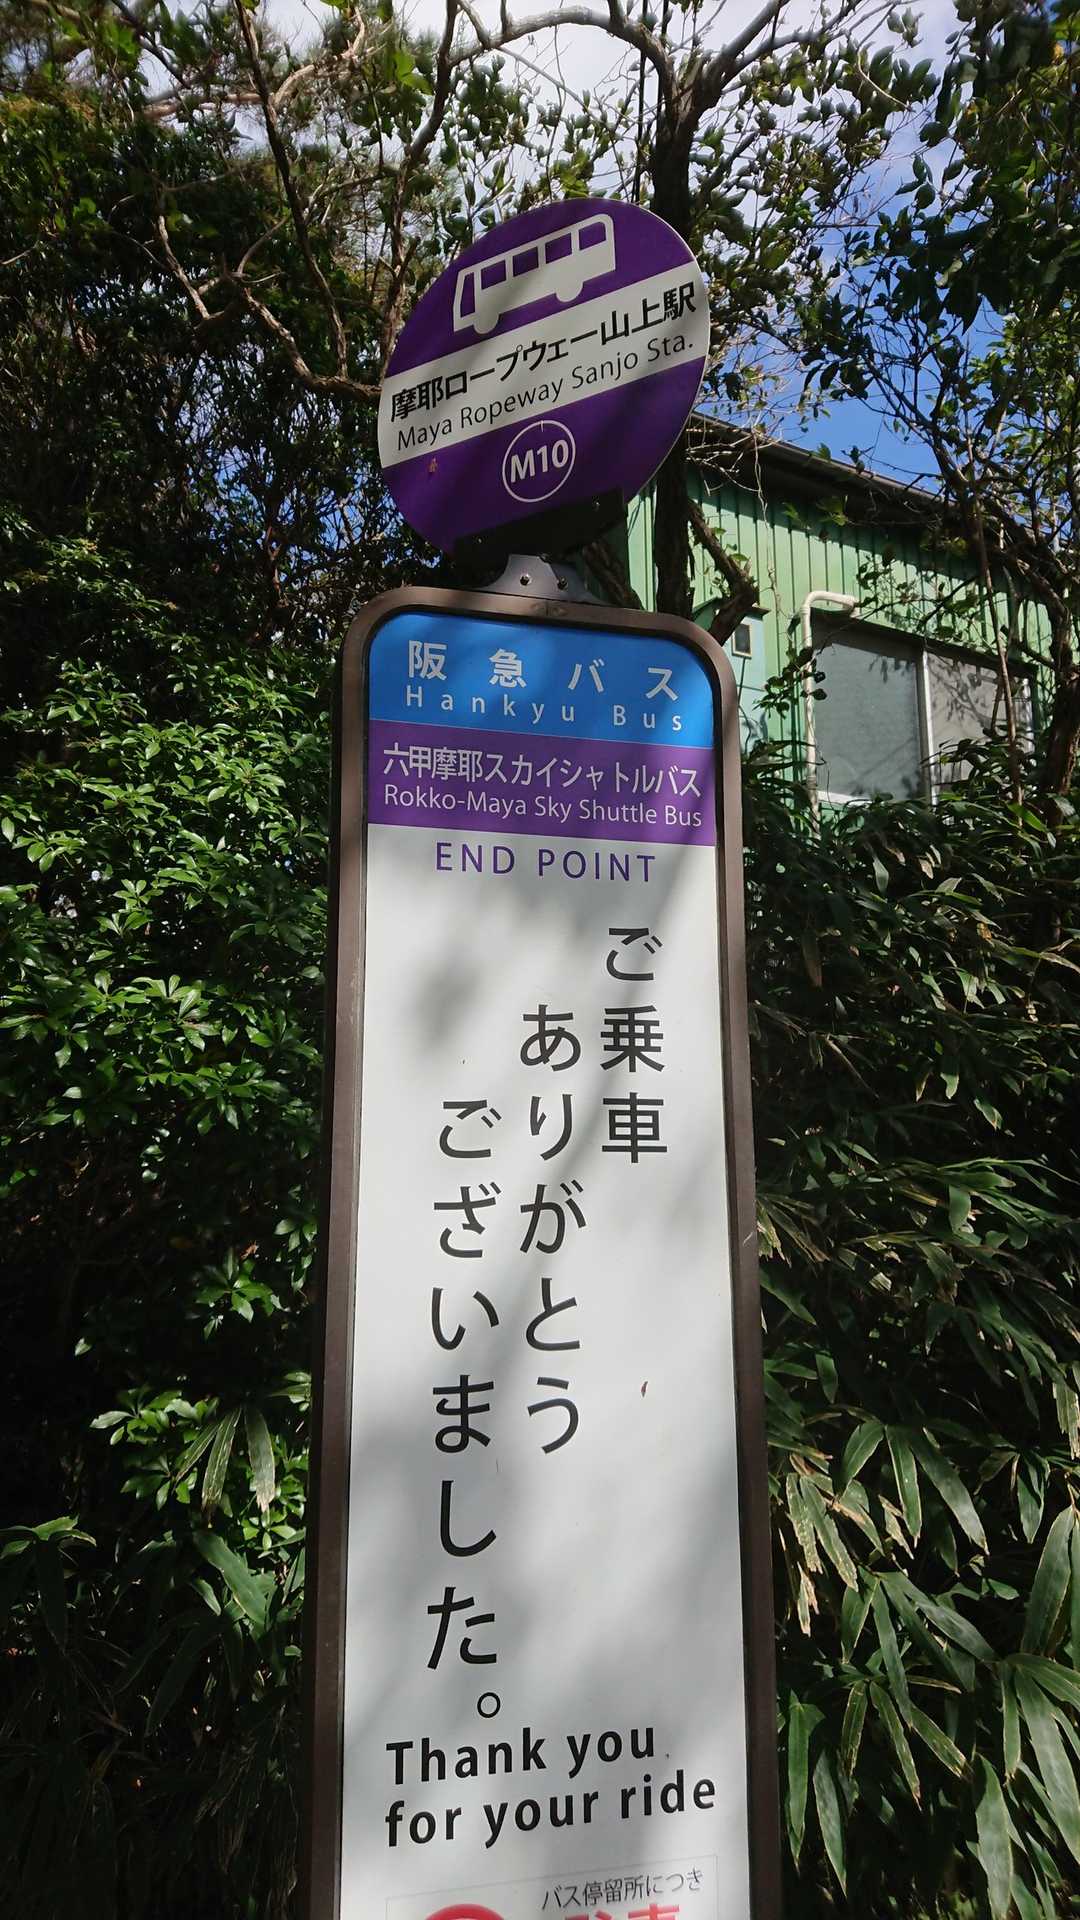 摩耶ロープウェー山上駅
Maya Ropeway Sanjo Sta.
M10
阪急バス
Hankyu Bus
六甲摩耶スカイシャトルバス
Rokko-Maya Sky Shuttle Bus
END POINT
ご乗車
ありがとう
ございました。
Thank you
for your ride
バス停留所につき